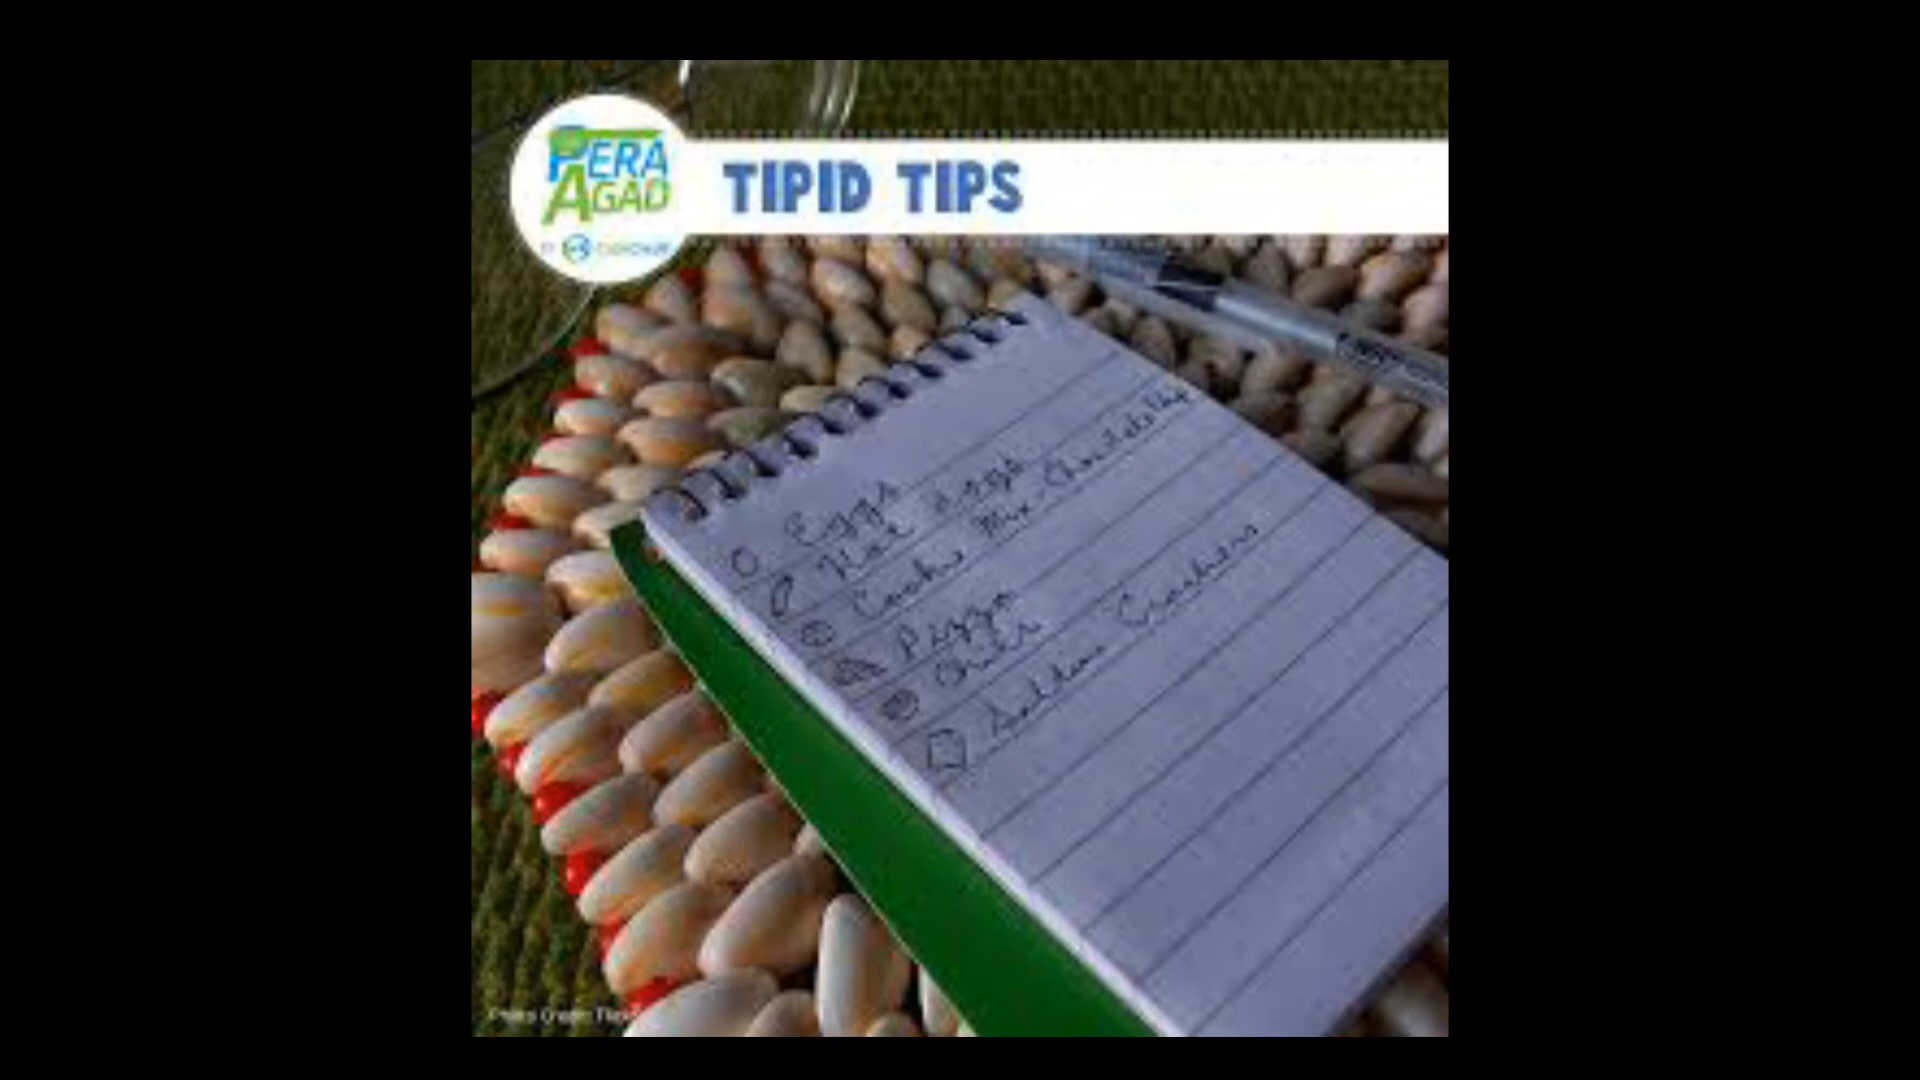 PERA
AGAD
TIPID TIPS
Eggs
Hot Dogs
Cookie Mix - Chocolate Chip
Pizza
Chili
Saltine Crackers